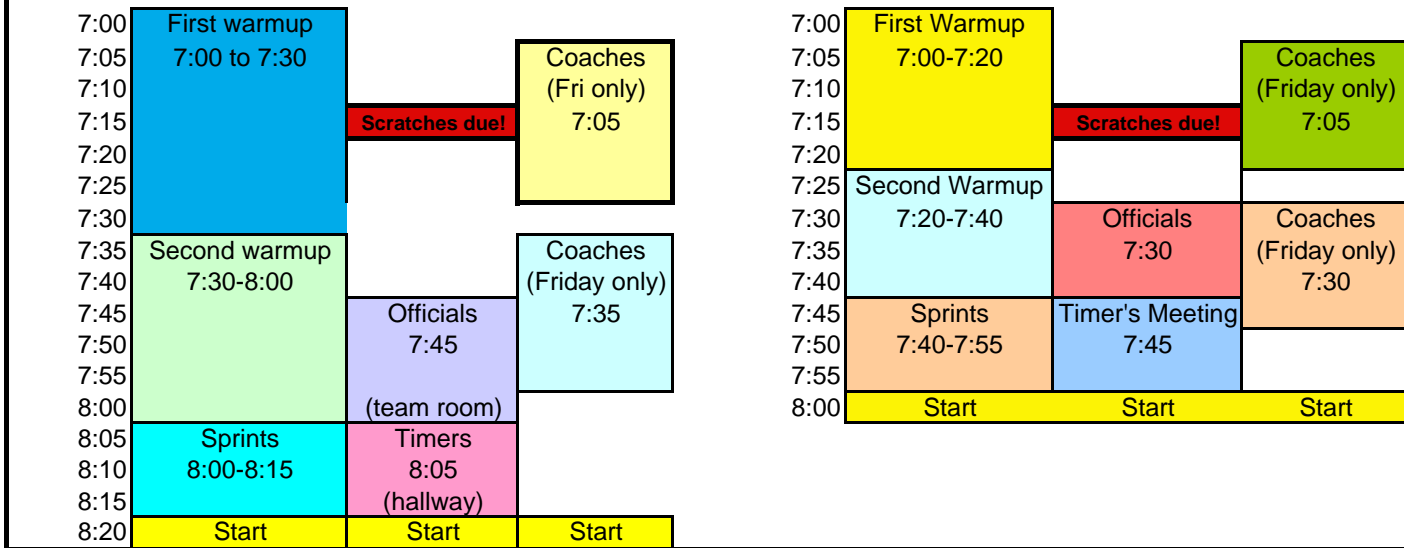 7:00 First warmup
7:05 7:00 to 7:30 Coaches
7:10 (Fri only)
7:15 Scratches due! 7:05
7:20
7:25
7:30
7:35 Second warmup Coaches
7:40 7:30-8:00 (Friday only)
7:45 Officials 7:35
7:50 7:45
7:55
8:00 (team room)
8:05 Sprints Timers
8:10 8:00-8:15 8:05
8:15 (hallway)
8:20 Start Start Start
7:00 First Warmup
7:05 7:00-7:20 Coaches
7:10 (Friday only)
7:15 Scratches due! 7:05
7:20
7:25 Second Warmup
7:30 7:20-7:40 Officials Coaches
7:35 7:30 (Friday only)
7:40 7:30
7:45 Sprints Timer's Meeting
7:50 7:40-7:55 7:45
7:55
8:00 Start Start Start